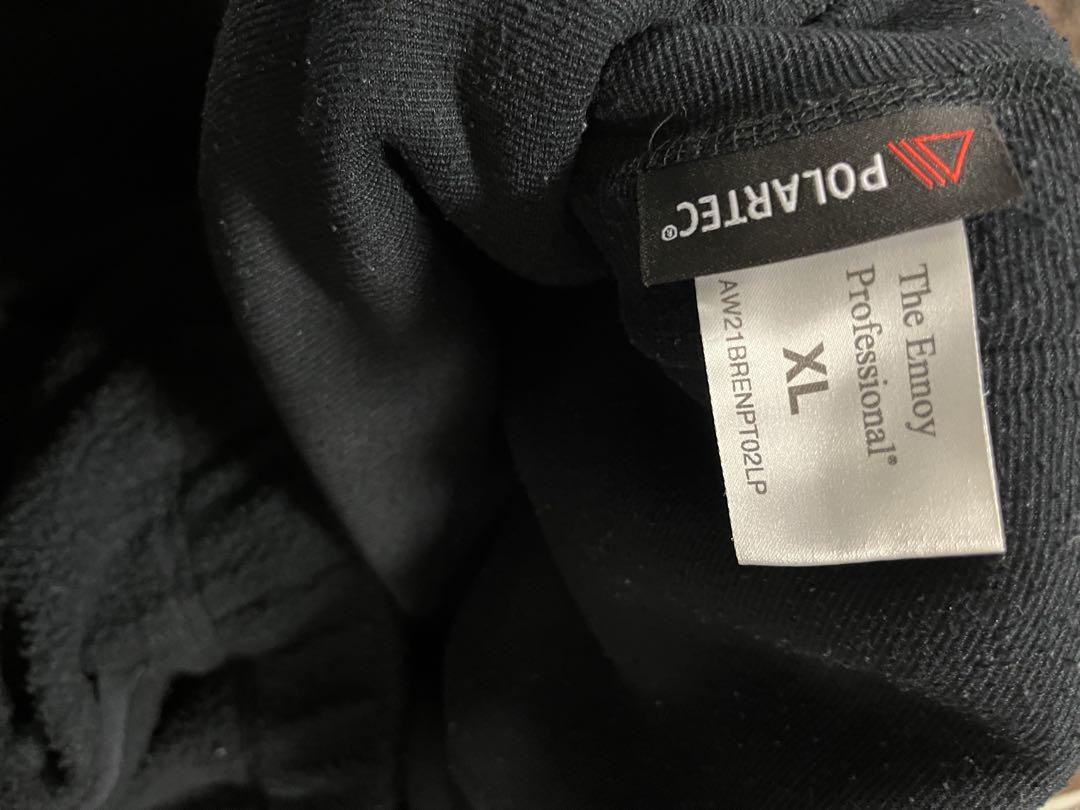 POLARTEC®
The Ennoy
Professional®
XL
AW21BRENPT02LP